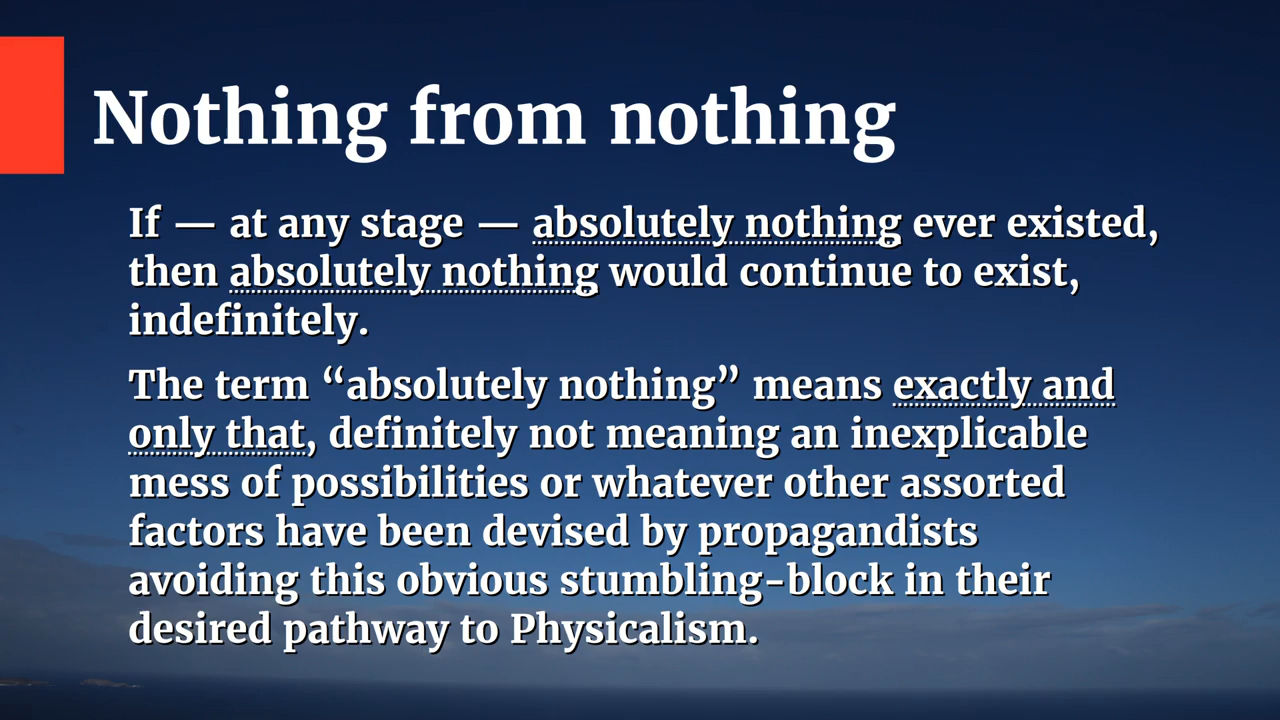 Nothing from nothing
If — at any stage — absolutely nothing ever existed,
then absolutely nothing would continue to exist,
indefinitely.
The term “absolutely nothing” means exactly and
only that, definitely not meaning an inexplicable
mess of possibilities or whatever other assorted
factors have been devised by propagandists
avoiding this obvious stumbling-block in their
desired pathway to Physicalism.